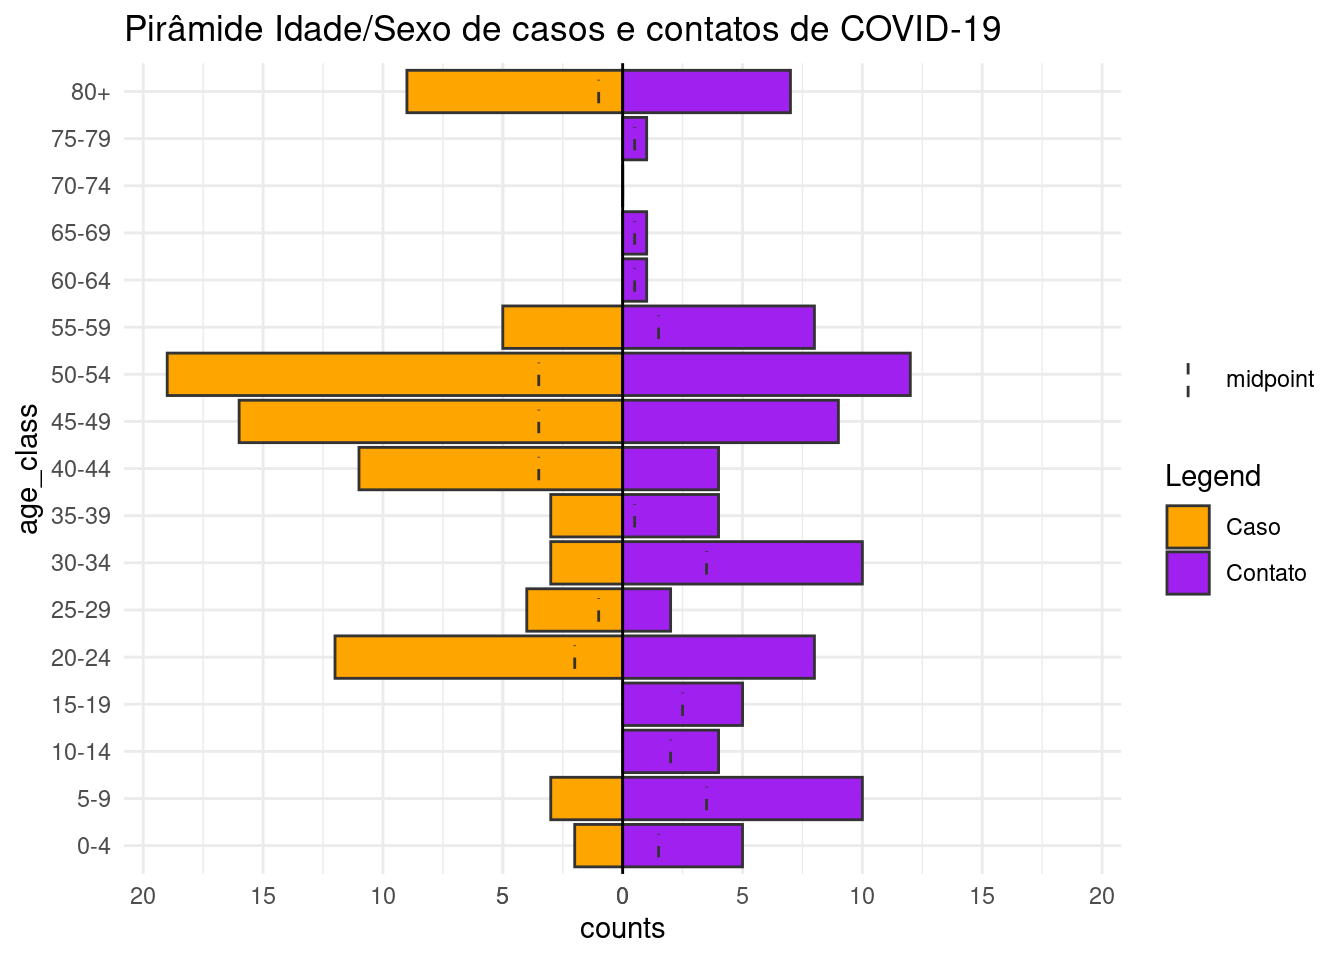 Pirâmide Idade/Sexo de casos e contatos de COVID-19
80+
75-79
70-74
65-69
60-64
55-59
50-54
45-49
40-44
35-39
30-34
25-29
20-24
15-19
10-14
5-9
0-4
age_class
20 15 10 5 0 5 10 15 20
counts
midpoint
Legend
Caso
Contato